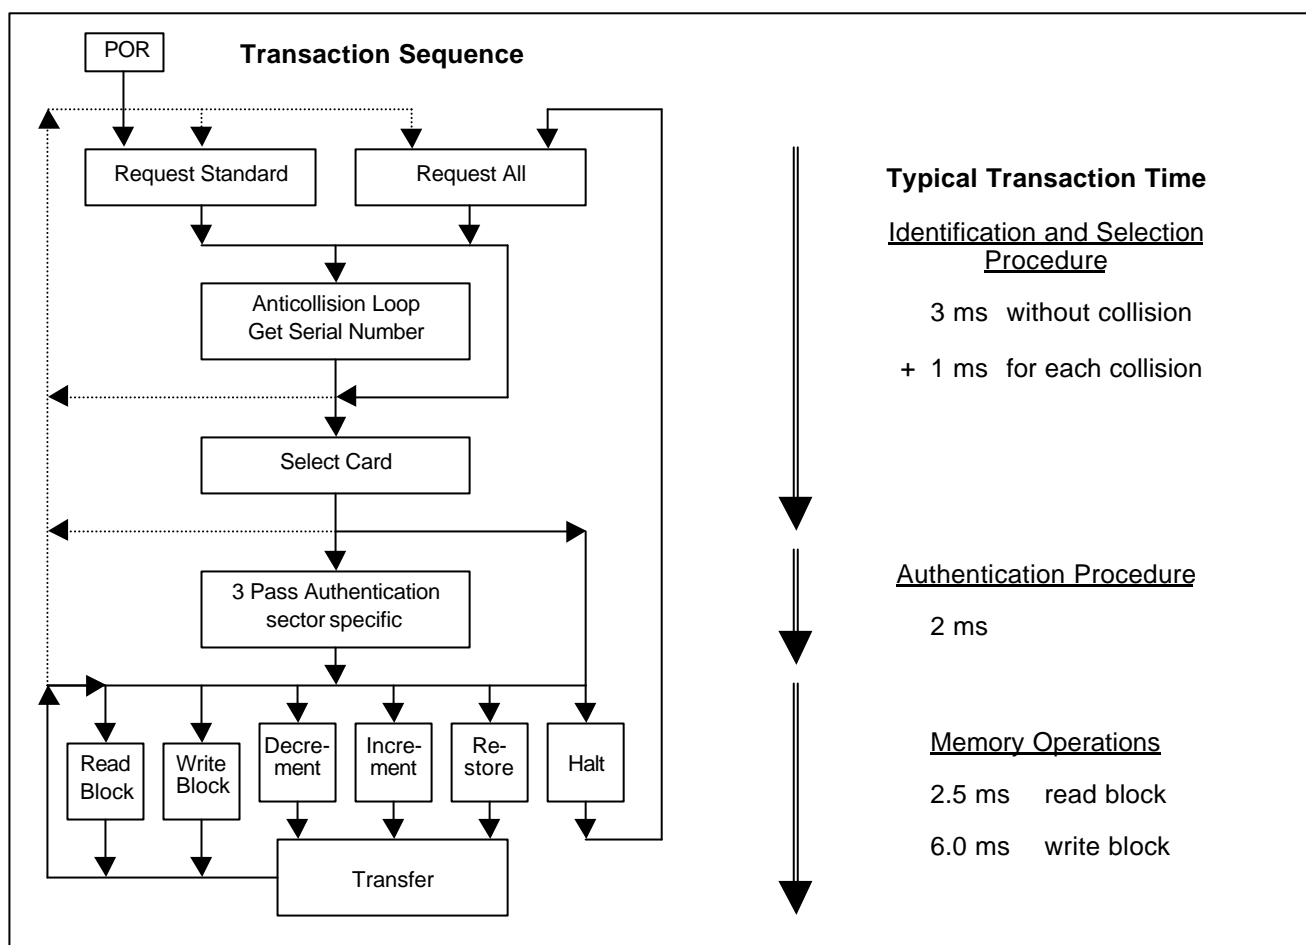 POR
Transaction Sequence
Request Standard
Request All
Anticollision Loop
Get Serial Number
Select Card
3 Pass Authentication
sector specific
Read
Block
Write
Block
Decre-
ment
Incre-
ment
Re-
store
Halt
Transfer
Typical Transaction Time
Identification and Selection
Procedure
3 ms without collision
+ 1 ms for each collision
Authentication Procedure
2 ms
Memory Operations
2.5 ms read block
6.0 ms write block